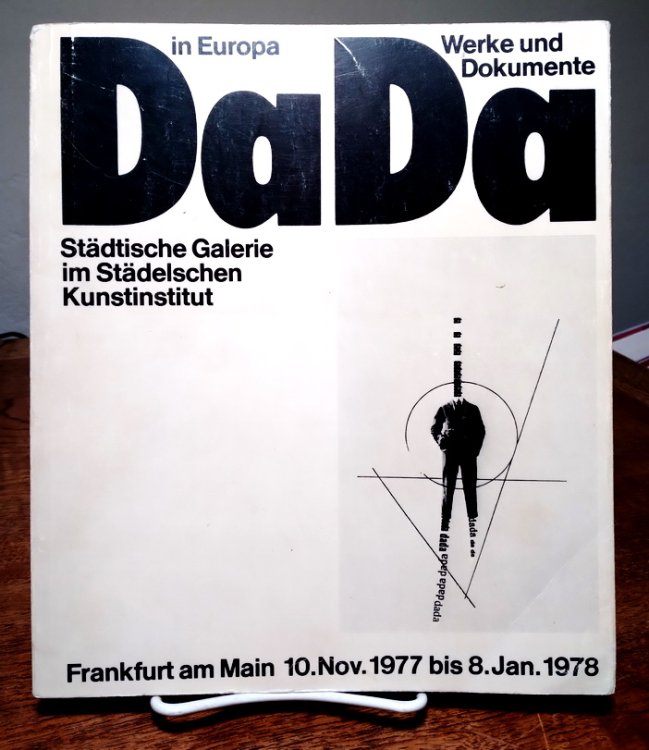 in Europa
Werke und
Dokumente
DaDa
Städtische Galerie
im Städelschen
Kunstinstitut
dada
dada
dada
dada
Frankfurt am Main 10.Nov.1977 bis 8.Jan.1978